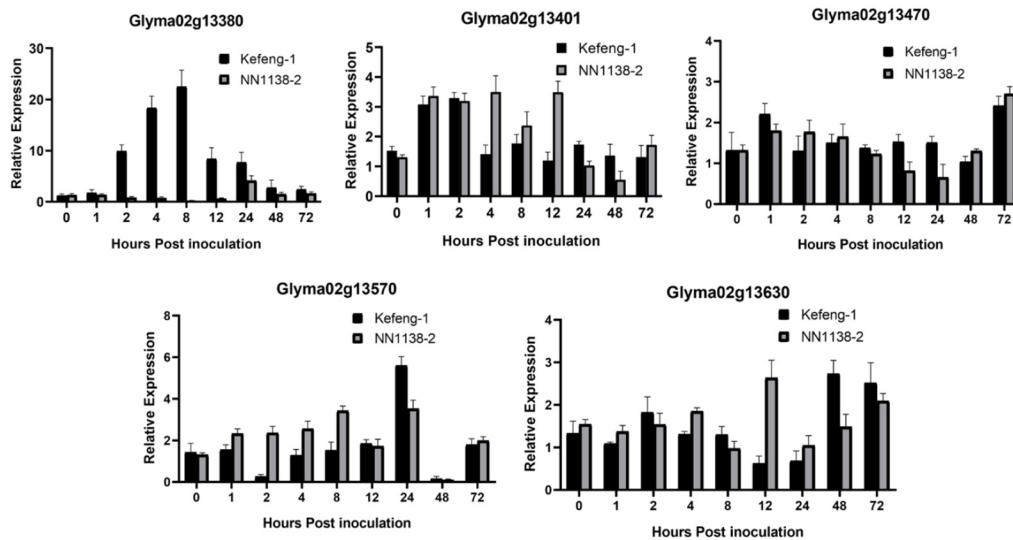 Glyma02g13380
Relative Expression
30
20
10
0
Kefeng-1
NN1138-2
0 1 2 4 8 12 24 48 72
Hours Post inoculation
Glyma02g13401
Relative Expression
5
4
3
2
1
0
Kefeng-1
NN1138-2
0 1 2 4 8 12 24 48 72
Hours Post inoculation
Glyma02g13470
Relative Expression
4
3
2
1
0
Kefeng-1
NN1138-2
0 1 2 4 8 12 24 48 72
Hours Post inoculation
Glyma02g13570
Relative Expression
8
6
4
2
0
Kefeng-1
NN1138-2
0 1 2 4 8 12 24 48 72
Hours Post inoculation
Glyma02g13630
Relative Expression
4
3
2
1
0
Kefeng-1
NN1138-2
0 1 2 4 8 12 24 48 72
Hours Post inoculation